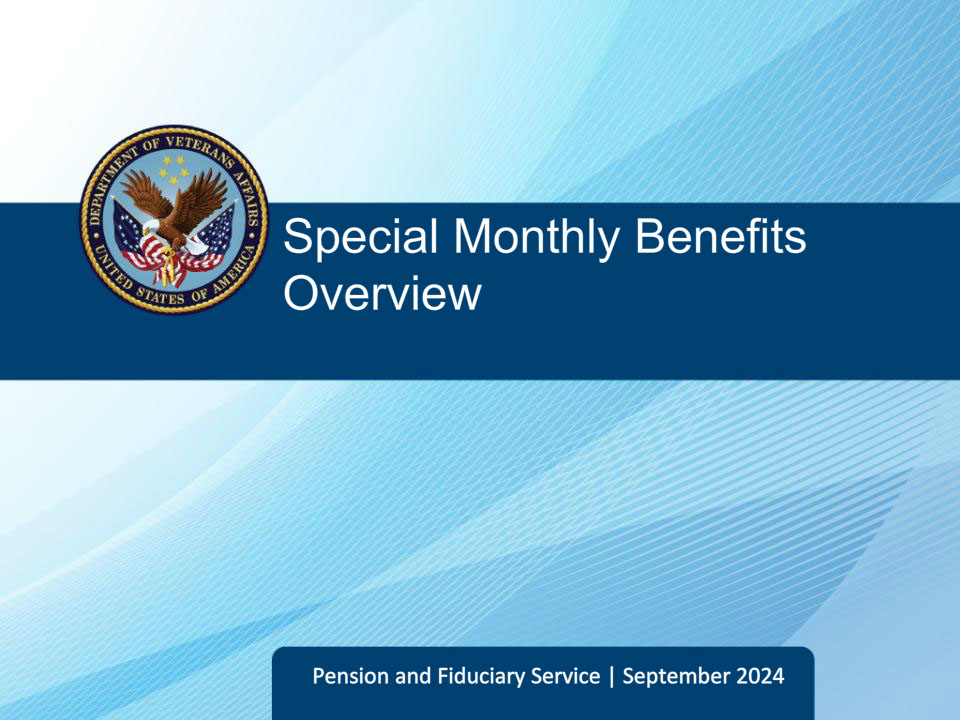 DEPARTMENT OF VETERANS AFFAIRS
UNITED STATES OF AMERICA
Special Monthly Benefits
Overview
Pension and Fiduciary Service | September 2024